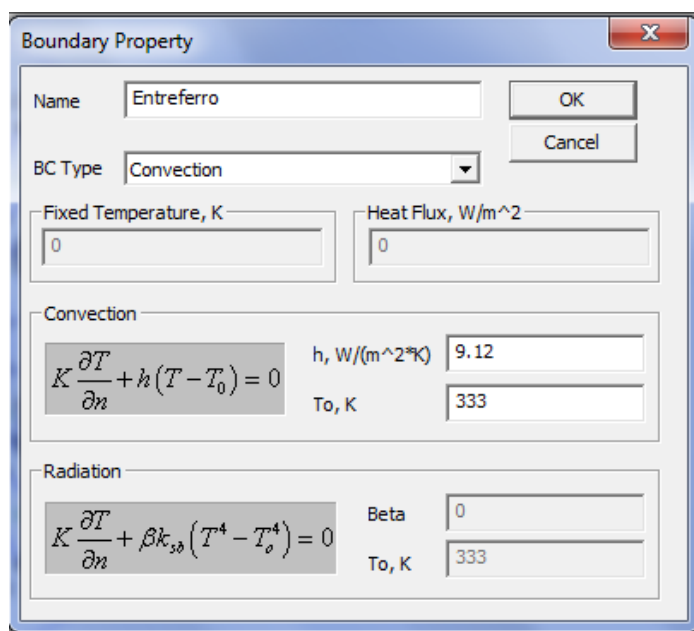 Boundary Property
X
Name Entreferro OK
BC Type Convection Cancel
Fixed Temperature, K Heat Flux, W/m^2
0 0
Convection
K ∂T/∂n + h(T − T₀) = 0
h, W/(m^2*K) 9.12
To, K 333
Radiation
K ∂T/∂n + βkₛᵦ(T⁴ − Tₒ⁴) = 0
Beta 0
To, K 333